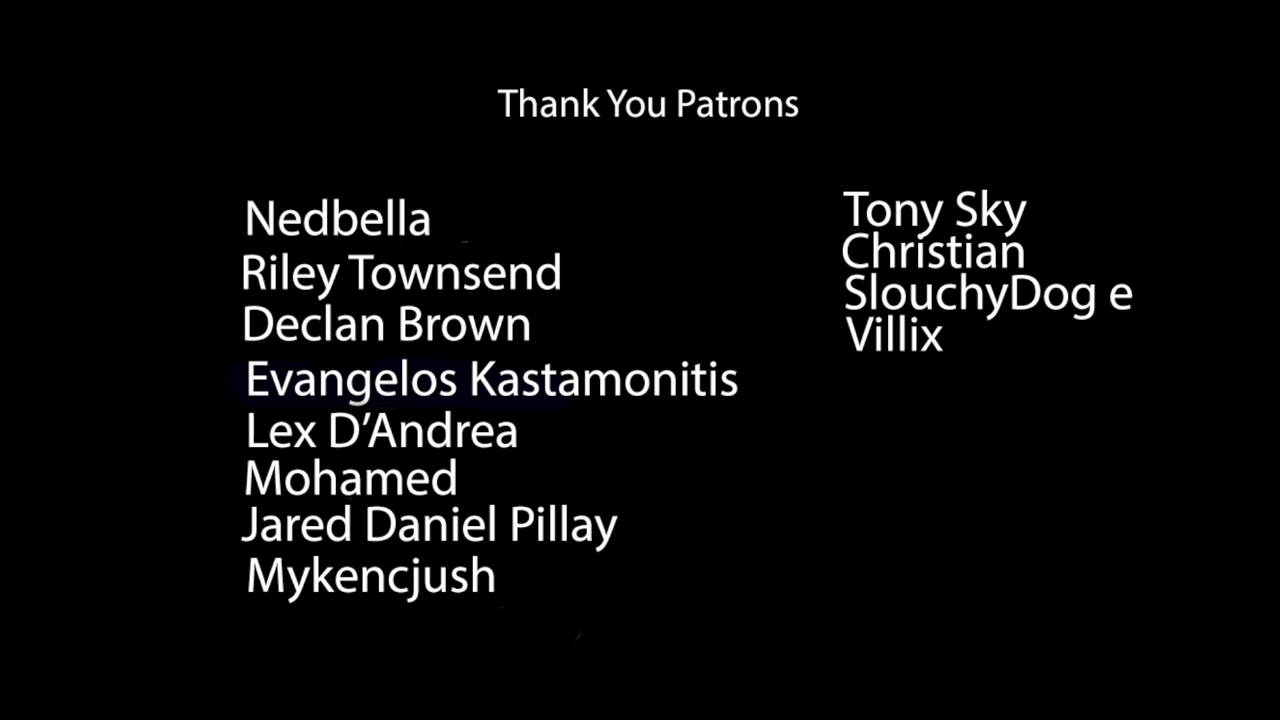 Thank You Patrons
Nedbella
Riley Townsend
Declan Brown
Evangelos Kastamonitis
Lex D’Andrea
Mohamed
Jared Daniel Pillay
Mykencjush
Tony Sky
Christian
SlouchyDog e
Villix